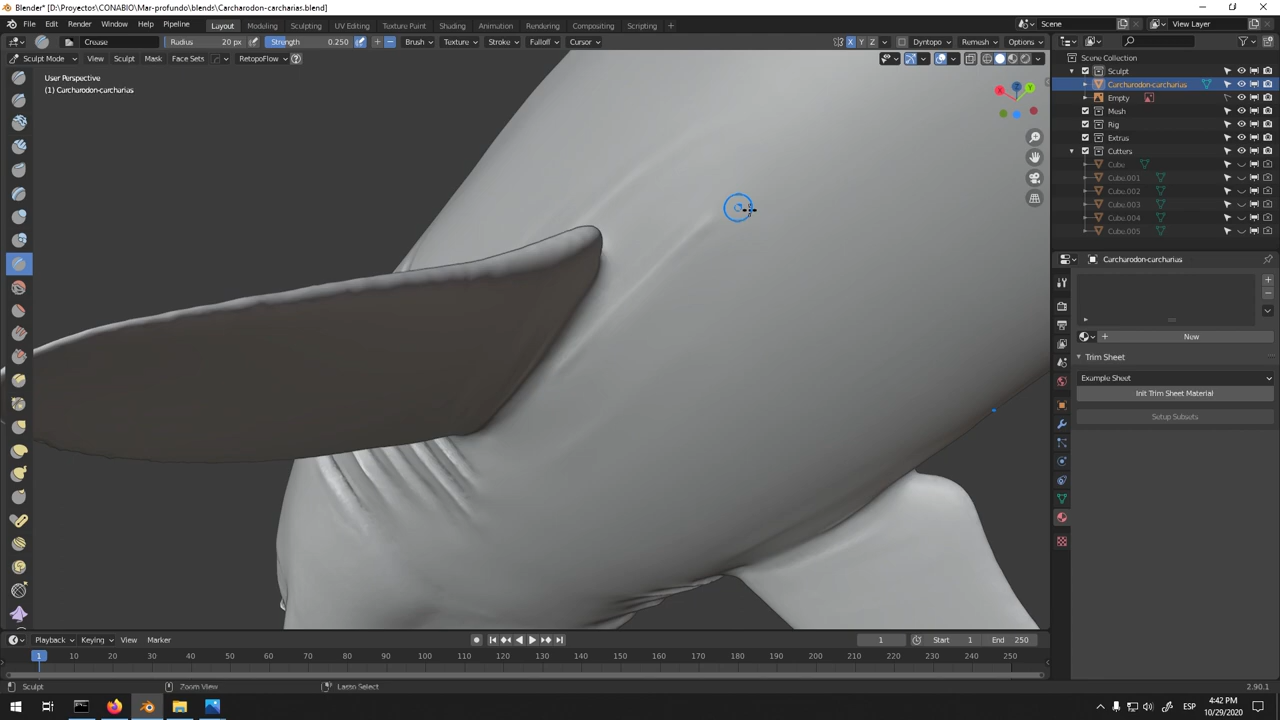 Blender* [D:\Proyectos\CONABIO\Mar-profundo\blends\Carcharodon-carcharias.blend]
File Edit Render Window Help Pipeline Layout Modeling Sculpting UV Editing Texture Paint Shading Animation Rendering Compositing Scripting + Scene View Layer
Crease Radius 20 px Strength 0.250 Brush Texture Stroke Falloff Cursor X Y Z Dyntopo Remesh Options
Sculpt Mode View Sculpt Mask Face Sets RetopoFlow
User Perspective
(1) Carcharodon-carcharius
Scene Collection
Sculpt
Carcharodon-carcharius
Empty
Mesh
Rig
Extras
Cutters
Cube
Cube.001
Cube.002
Cube.003
Cube.004
Cube.005
Carcharodon-carcharius
New
Trim Sheet
Example Sheet
Init Trim Sheet Material
Setup Subsets
Playback Keying View Marker 1 Start 1 End 250
1 10 20 30 40 50 60 70 80 90 100 110 120 130 140 150 160 170 180 190 200 210 220 230 240 250
Sculpt Zoom View Lasso Select 2.90.1
ESP 4:42 PM
10/29/2020